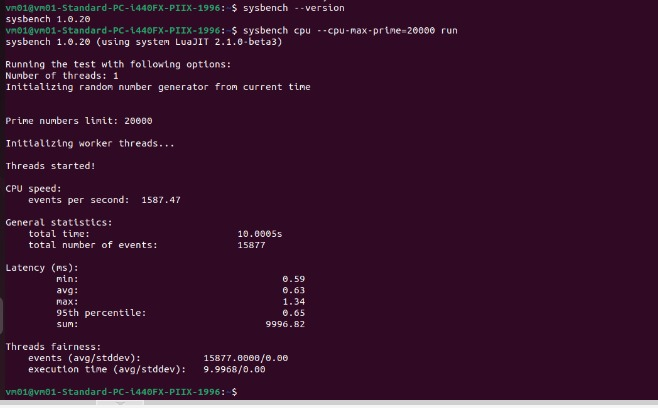 vm01@vm01-Standard-PC-i440FX-PIIX-1996:~$ sysbench --version
sysbench 1.0.20
vm01@vm01-Standard-PC-i440FX-PIIX-1996:~$ sysbench cpu --cpu-max-prime=20000 run
sysbench 1.0.20 (using system LuaJIT 2.1.0-beta3)
Running the test with following options:
Number of threads: 1
Initializing random number generator from current time
Prime numbers limit: 20000
Initializing worker threads...
Threads started!
CPU speed:
events per second: 1587.47
General statistics:
total time: 10.0005s
total number of events: 15877
Latency (ms):
min: 0.59
avg: 0.63
max: 1.34
95th percentile: 0.65
sum: 9996.82
Threads fairness:
events (avg/stddev): 15877.0000/0.00
execution time (avg/stddev): 9.9968/0.00
vm01@vm01-Standard-PC-i440FX-PIIX-1996:~$